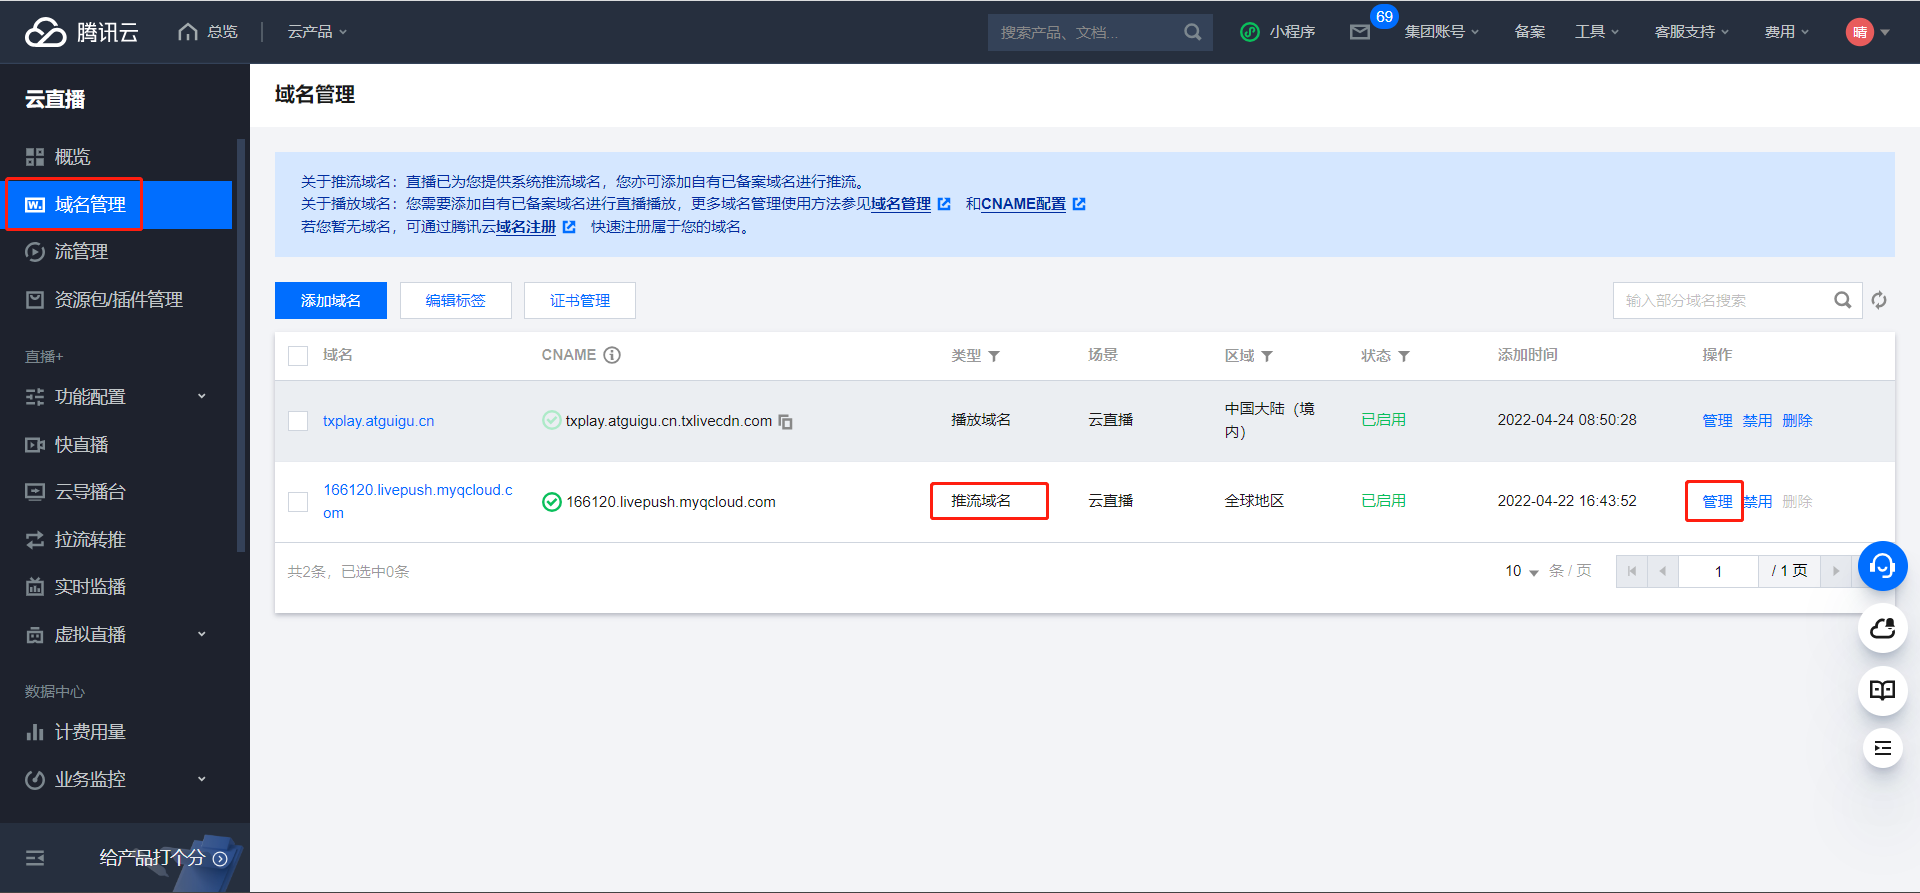 腾讯云 总览 云产品 搜索产品、文档... 小程序 69 集团账号 备案 工具 客服支持 费用 晴
云直播
概览
域名管理
流管理
资源包/插件管理
直播+
功能配置
快直播
云导播台
拉流转推
实时监播
虚拟直播
数据中心
计费用量
业务监控
给产品打个分
域名管理
关于推流域名：直播已为您提供系统推流域名，您亦可添加自有已备案域名进行推流。
关于播放域名：您需要添加自有已备案域名进行直播播放，更多域名管理使用方法参见域名管理 和CNAME配置
若您暂无域名，可通过腾讯云域名注册 快速注册属于您的域名。
添加域名 编辑标签 证书管理 输入部分域名搜索
域名 CNAME 类型 场景 区域 状态 添加时间 操作
txplay.atguigu.cn txplay.atguigu.cn.txlivecdn.com 播放域名 云直播 中国大陆（境
内） 已启用 2022-04-24 08:50:28 管理 禁用 删除
166120.livepush.myqcloud.c
om 166120.livepush.myqcloud.com 推流域名 云直播 全球地区 已启用 2022-04-22 16:43:52 管理 禁用 删除
共2条，已选中0条 10 条 / 页 1 / 1 页